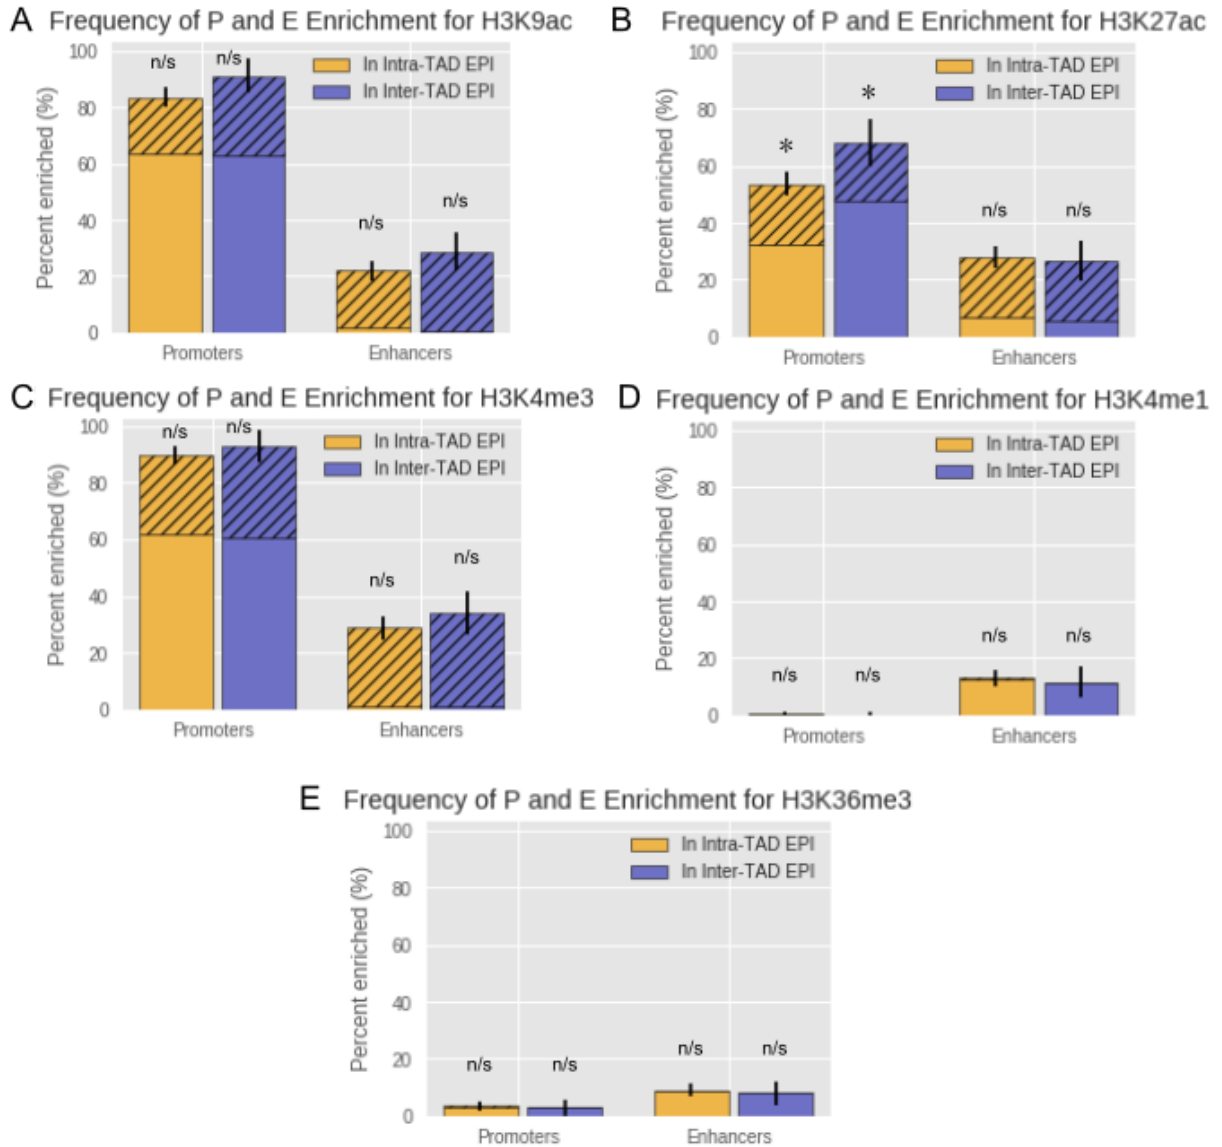 A Frequency of P and E Enrichment for H3K9ac
Percent enriched (%)
100
80
60
40
20
0
n/s
n/s
n/s
n/s
In Intra-TAD EPI
In Inter-TAD EPI
Promoters
Enhancers
B Frequency of P and E Enrichment for H3K27ac
Percent enriched (%)
100
80
60
40
20
0
*
*
n/s
n/s
In Intra-TAD EPI
In Inter-TAD EPI
Promoters
Enhancers
C Frequency of P and E Enrichment for H3K4me3
Percent enriched (%)
100
80
60
40
20
0
n/s
n/s
n/s
n/s
In Intra-TAD EPI
In Inter-TAD EPI
Promoters
Enhancers
D Frequency of P and E Enrichment for H3K4me1
Percent enriched (%)
100
80
60
40
20
0
n/s
n/s
n/s
n/s
In Intra-TAD EPI
In Inter-TAD EPI
Promoters
Enhancers
E Frequency of P and E Enrichment for H3K36me3
Percent enriched (%)
100
80
60
40
20
0
n/s
n/s
n/s
n/s
In Intra-TAD EPI
In Inter-TAD EPI
Promoters
Enhancers